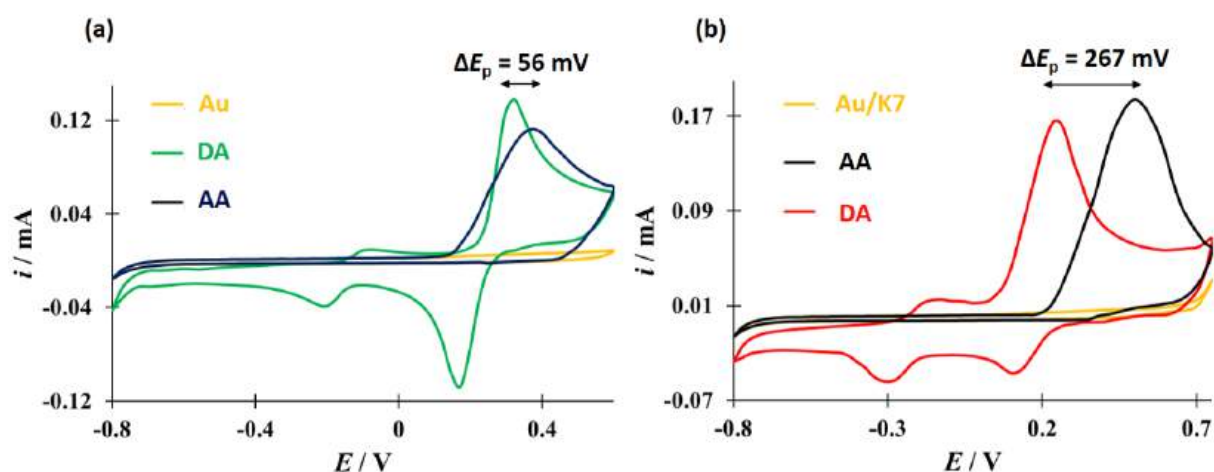 (a)
ΔEp = 56 mV
Au
DA
AA
0.12
0.04
-0.04
-0.12
i / mA
-0.8
-0.4
0
0.4
E / V
(b)
ΔEp = 267 mV
Au/K7
AA
DA
0.17
0.09
0.01
-0.07
i / mA
-0.8
-0.3
0.2
0.7
E / V